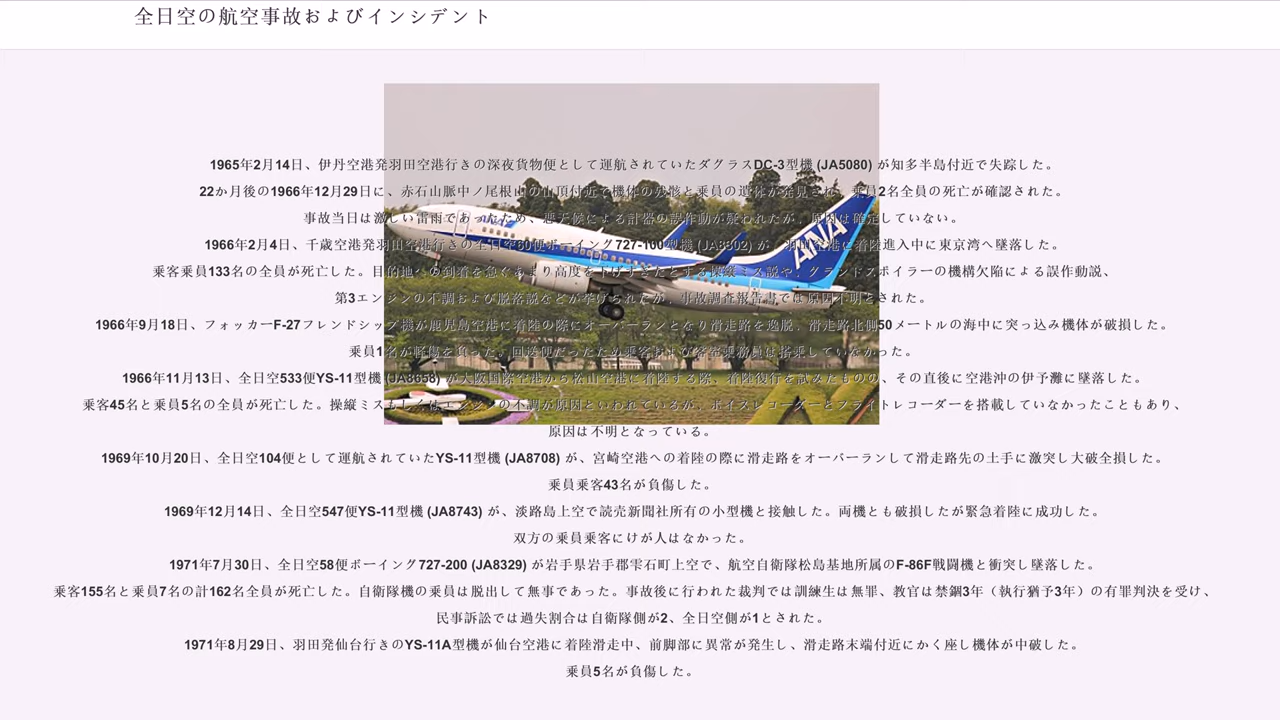 全日空の航空事故およびインシデント
1965年2月14日、伊丹空港発羽田空港行きの深夜貨物便として運航されていたダグラスDC-3型機 (JA5080) が知多半島付近で失踪した。
22か月後の1966年12月29日に、赤石山脈中ノ尾根山の山頂付近で機体の残骸と乗員の遺体が発見され、乗員2名全員の死亡が確認された。
事故当日は激しい雷雨であったため、悪天候による計器の誤作動が疑われたが、原因は確定していない。
1966年2月4日、千歳空港発羽田空港行きの全日空60便ボーイング727-100型機 (JA8302) が、羽田空港に着陸進入中に東京湾へ墜落した。
乗客乗員133名の全員が死亡した。目的地への到着を急ぐあまり高度を下げすぎたとする操縦ミス説や、グランドスポイラーの機構欠陥による誤作動説、
第3エンジンの不調および脱落説などが挙げられたが、事故調査報告書では原因不明とされた。
1966年9月18日、フォッカーF-27フレンドシップ機が鹿児島空港に着陸の際にオーバーランとなり滑走路を逸脱、滑走路北側50メートルの海中に突っ込み機体が破損した。
乗員1名が軽傷を負った。回送便だったため乗客および客室乗務員は搭乗していなかった。
1966年11月13日、全日空533便YS-11型機 (JA8658) が大阪国際空港から松山空港に着陸する際、着陸復行を試みたものの、その直後に空港沖の伊予灘に墜落した。
乗客45名と乗員5名の全員が死亡した。操縦ミスもしくはエンジンの不調が原因といわれているが、ボイスレコーダーとフライトレコーダーを搭載していなかったこともあり、
原因は不明となっている。
1969年10月20日、全日空104便として運航されていたYS-11型機 (JA8708) が、宮崎空港への着陸の際に滑走路をオーバーランして滑走路先の土手に激突し大破全損した。
乗員乗客43名が負傷した。
1969年12月14日、全日空547便YS-11型機 (JA8743) が、淡路島上空で読売新聞社所有の小型機と接触した。両機とも破損したが緊急着陸に成功した。
双方の乗員乗客にけが人はなかった。
1971年7月30日、全日空58便ボーイング727-200 (JA8329) が岩手県岩手郡雫石町上空で、航空自衛隊松島基地所属のF-86F戦闘機と衝突し墜落した。
乗客155名と乗員7名の計162名全員が死亡した。自衛隊機の乗員は脱出して無事であった。事故後に行われた裁判では訓練生は無罪、教官は禁錮3年（執行猶予3年）の有罪判決を受け、
民事訴訟では過失割合は自衛隊側が2、全日空側が1とされた。
1971年8月29日、羽田発仙台行きのYS-11A型機が仙台空港に着陸滑走中、前脚部に異常が発生し、滑走路末端付近にかく座し機体が中破した。
乗員5名が負傷した。
ANA